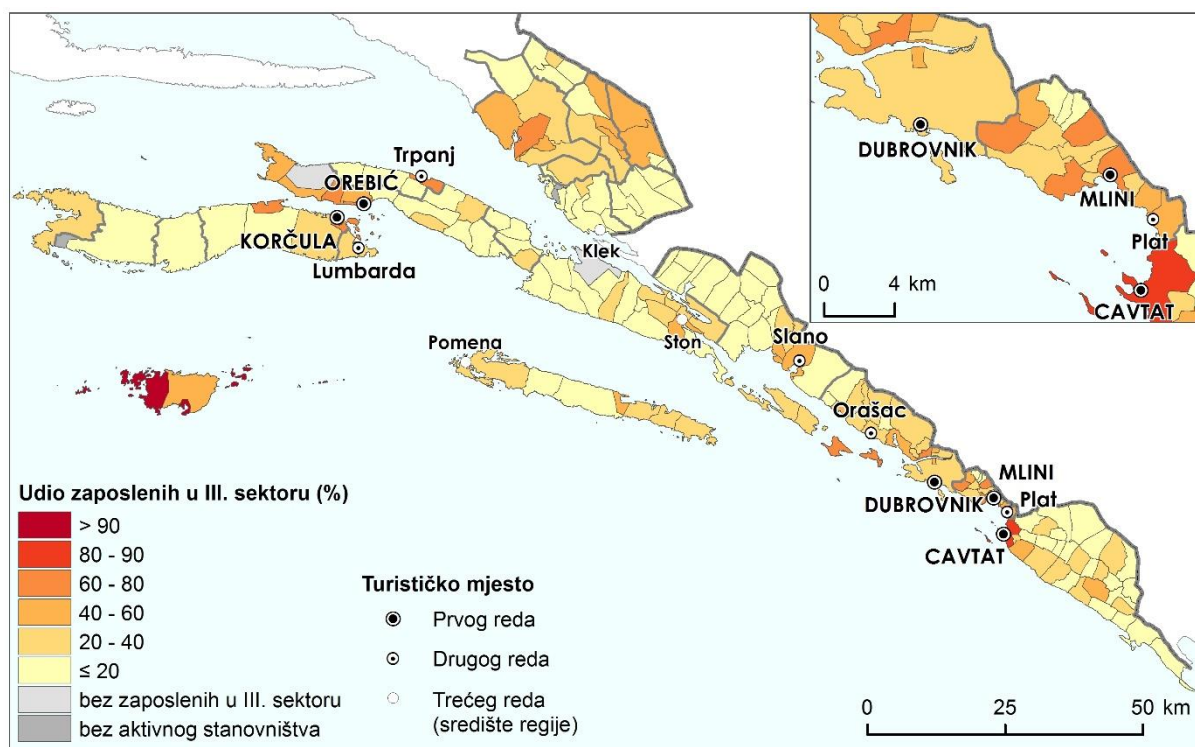 Trpanj
OREBIĆ
KORČULA
Lumbarda
Klek
Pomena
Ston
Slano
Orašac
DUBROVNIK
MLINI
Plat
CAVTAT
DUBROVNIK
MLINI
Plat
CAVTAT
0 4 km
Udio zaposlenih u III. sektoru (%)
> 90
80 - 90
60 - 80
40 - 60
20 - 40
≤ 20
bez zaposlenih u III. sektoru
bez aktivnog stanovništva
Turističko mjesto
Prvog reda
Drugog reda
Trećeg reda
(središte regije)
0 25 50 km